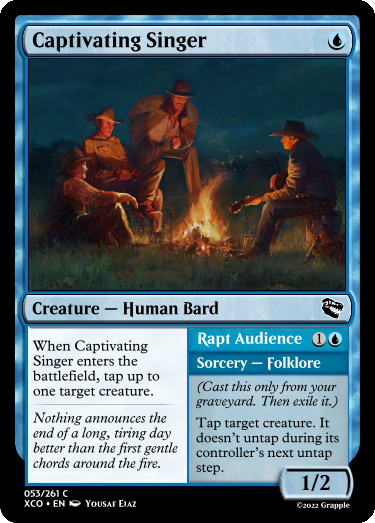 Captivating Singer
Creature — Human Bard
When Captivating
Singer enters the
battlefield, tap up to
one target creature.
Nothing announces the
end of a long, tiring day
better than the first gentle
chords around the fire.
Rapt Audience 1
Sorcery — Folklore
(Cast this only from your
graveyard. Then exile it.)
Tap target creature. It
doesn't untap during its
controller's next untap
step.
1/2
053/261 C
XCO • EN Yousaf Ejaz
©2022 Grapple